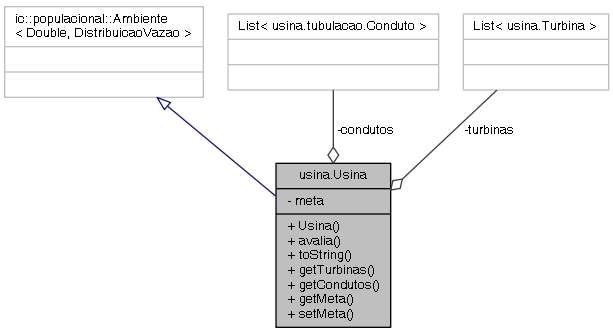 ic::populacional::Ambiente
< Double, DistribuicaoVazao >
List< usina.tubulacao.Conduto >
List< usina.Turbina >
-condutos
-turbinas
usina.Usina
- meta
+ Usina()
+ avalia()
+ toString()
+ getTurbinas()
+ getCondutos()
+ getMeta()
+ setMeta()